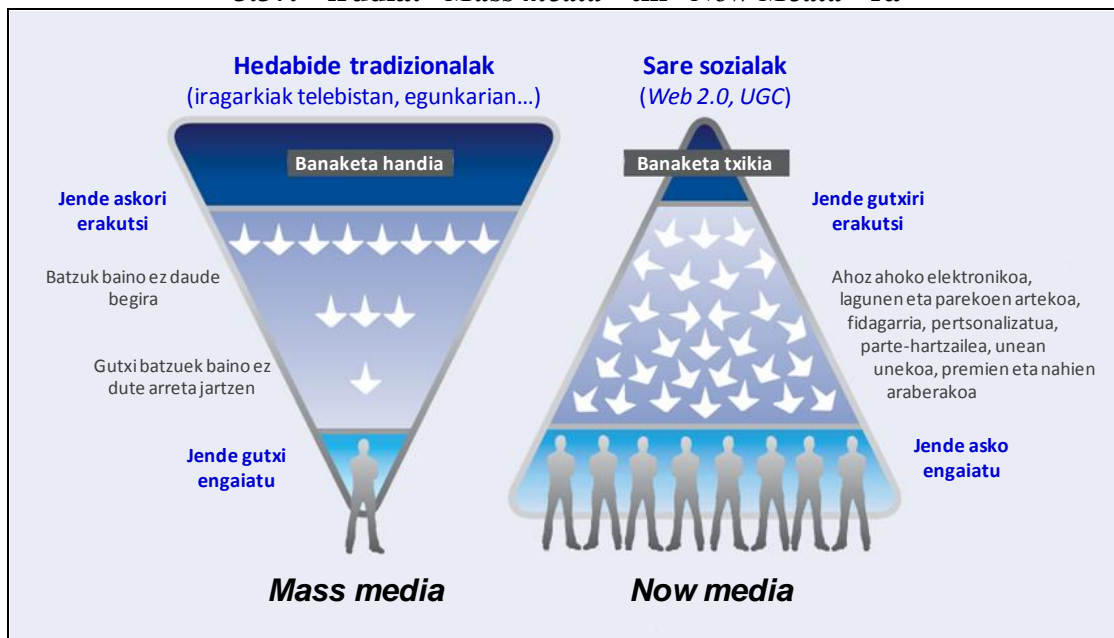 Hedabide tradizionalak
(iragarkiak telebistan, egunkarian...)
Banaketa handia
Jende askori
erakutsi
Batzuk baino ez daude
begira
Gutxi batzuek baino ez
dute arreta jartzen
Jende gutxi
engaiatu
Mass media
Sare sozialak
(Web 2.0, UGC)
Banaketa txikia
Jende gutxiri
erakutsi
Ahoz ahoko elektronikoa,
lagunen eta parekoen artekoa,
fidagarria, pertsonalizatua,
parte-hartzailea, unean
unekoa, premien eta nahien
araberakoa
Jende asko
engaiatu
Now media